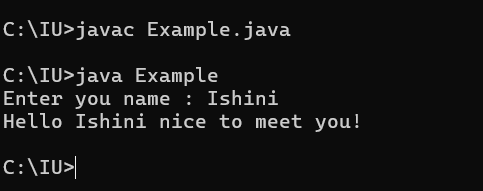 C:\IU>javac Example.java
C:\IU>java Example
Enter you name : Ishini
Hello Ishini nice to meet you!
C:\IU>